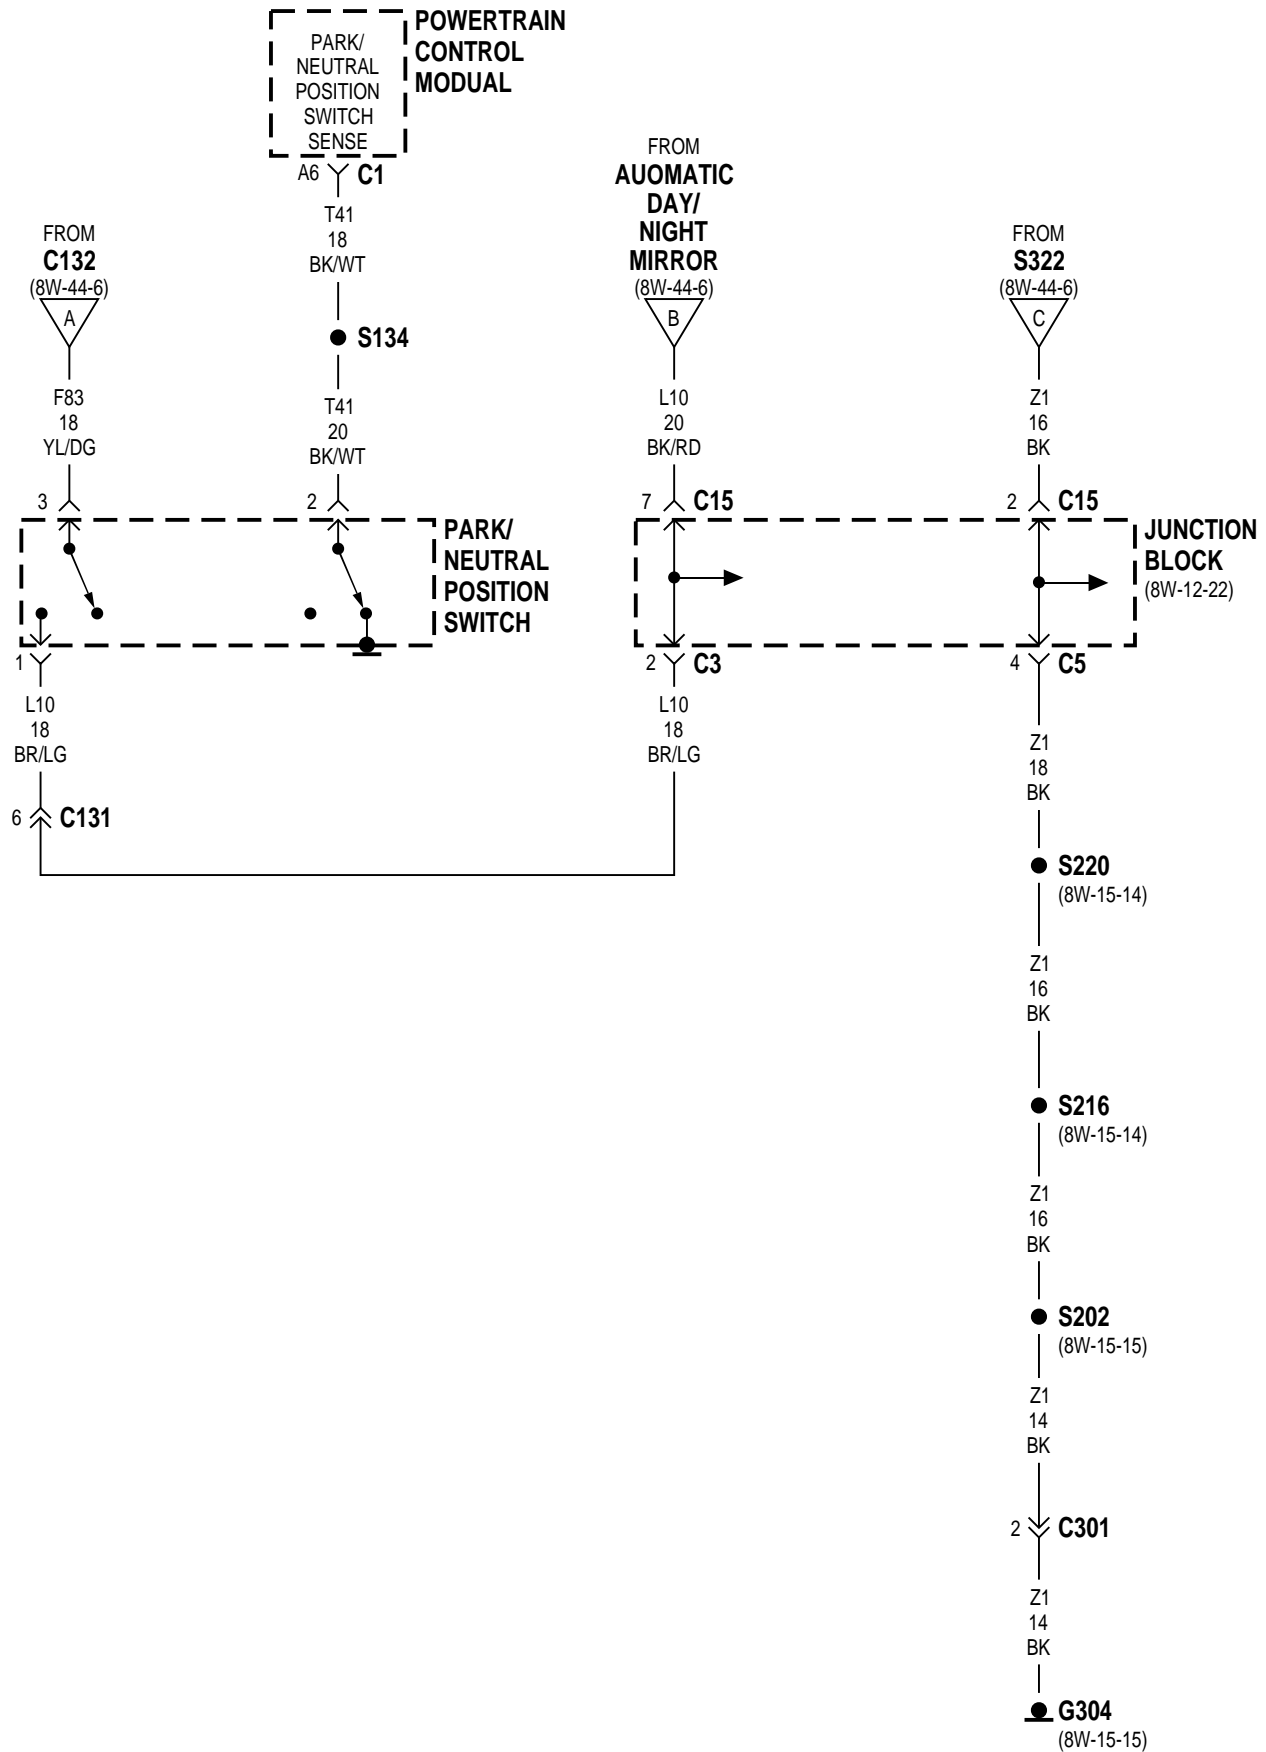 POWERTRAIN
CONTROL
MODUAL
PARK/
NEUTRAL
POSITION
SWITCH
SENSE
A6
C1
T41
18
BK/WT
S134
T41
20
BK/WT
FROM
C132
(8W-44-6)
A
F83
18
YL/DG
FROM
AUOMATIC
DAY/
NIGHT
MIRROR
(8W-44-6)
B
L10
20
BK/RD
FROM
S322
(8W-44-6)
C
Z1
16
BK
3
2
PARK/
NEUTRAL
POSITION
SWITCH
1
L10
18
BR/LG
6
C131
7
C15
2
C15
JUNCTION
BLOCK
(8W-12-22)
2
C3
L10
18
BR/LG
4
C5
Z1
18
BK
S220
(8W-15-14)
Z1
16
BK
S216
(8W-15-14)
Z1
16
BK
S202
(8W-15-15)
Z1
14
BK
2
C301
Z1
14
BK
G304
(8W-15-15)